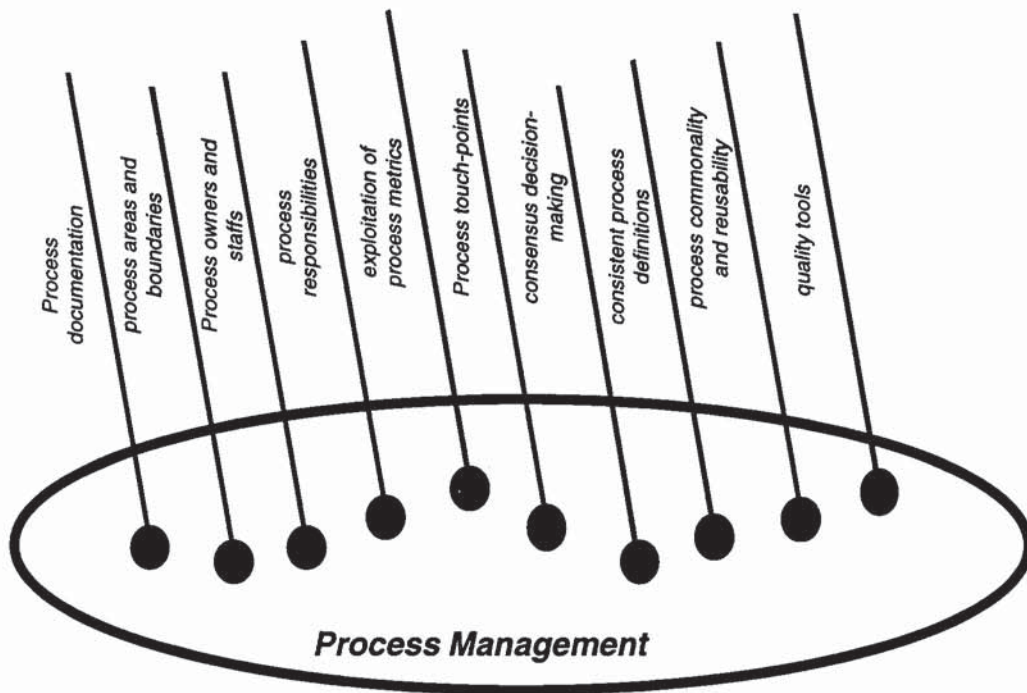 Process
documentation
process areas and
boundaries
Process owners and
staffs
process
responsibilities
exploitation of
process metrics
Process touch-points
consensus decision-
making
consistent process
definitions
process commonality
and reusability
quality tools
Process Management